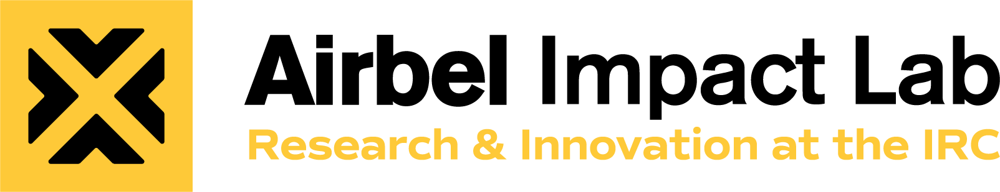 Airbel Impact Lab
Research & Innovation at the IRC